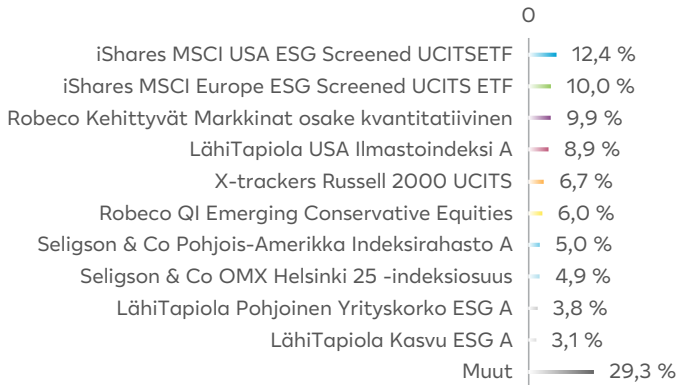 0
iShares MSCI USA ESG Screened UCITSETF 12,4 %
iShares MSCI Europe ESG Screened UCITS ETF 10,0 %
Robeco Kehittyvät Markkinat osake kvantitatiivinen 9,9 %
LähiTapiola USA Ilmastoindeksi A 8,9 %
X-trackers Russell 2000 UCITS 6,7 %
Robeco QI Emerging Conservative Equities 6,0 %
Seligson & Co Pohjois-Amerikka Indeksirahasto A 5,0 %
Seligson & Co OMX Helsinki 25 -indeksiosuus 4,9 %
LähiTapiola Pohjoinen Yrityskorko ESG A 3,8 %
LähiTapiola Kasvu ESG A 3,1 %
Muut 29,3 %